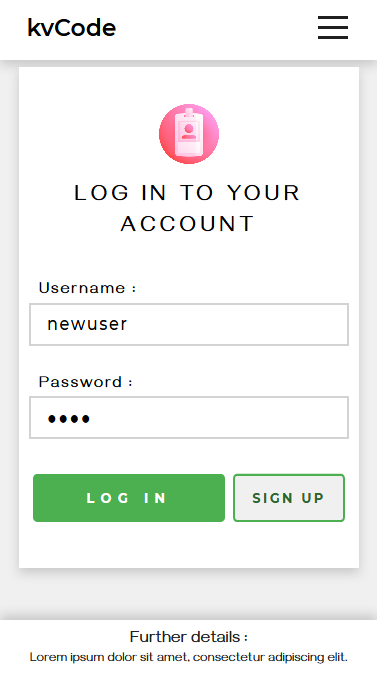 kvCode
LOG IN TO YOUR
ACCOUNT
Username :
newuser
Password :
••••
LOG IN
SIGN UP
Further details :
Lorem ipsum dolor sit amet, consectetur adipiscing elit.